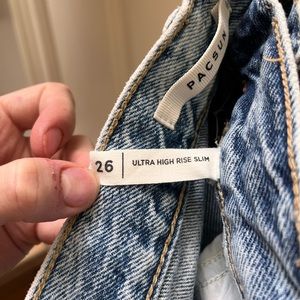 PACSUN
26 | ULTRA HIGH RISE SLIM